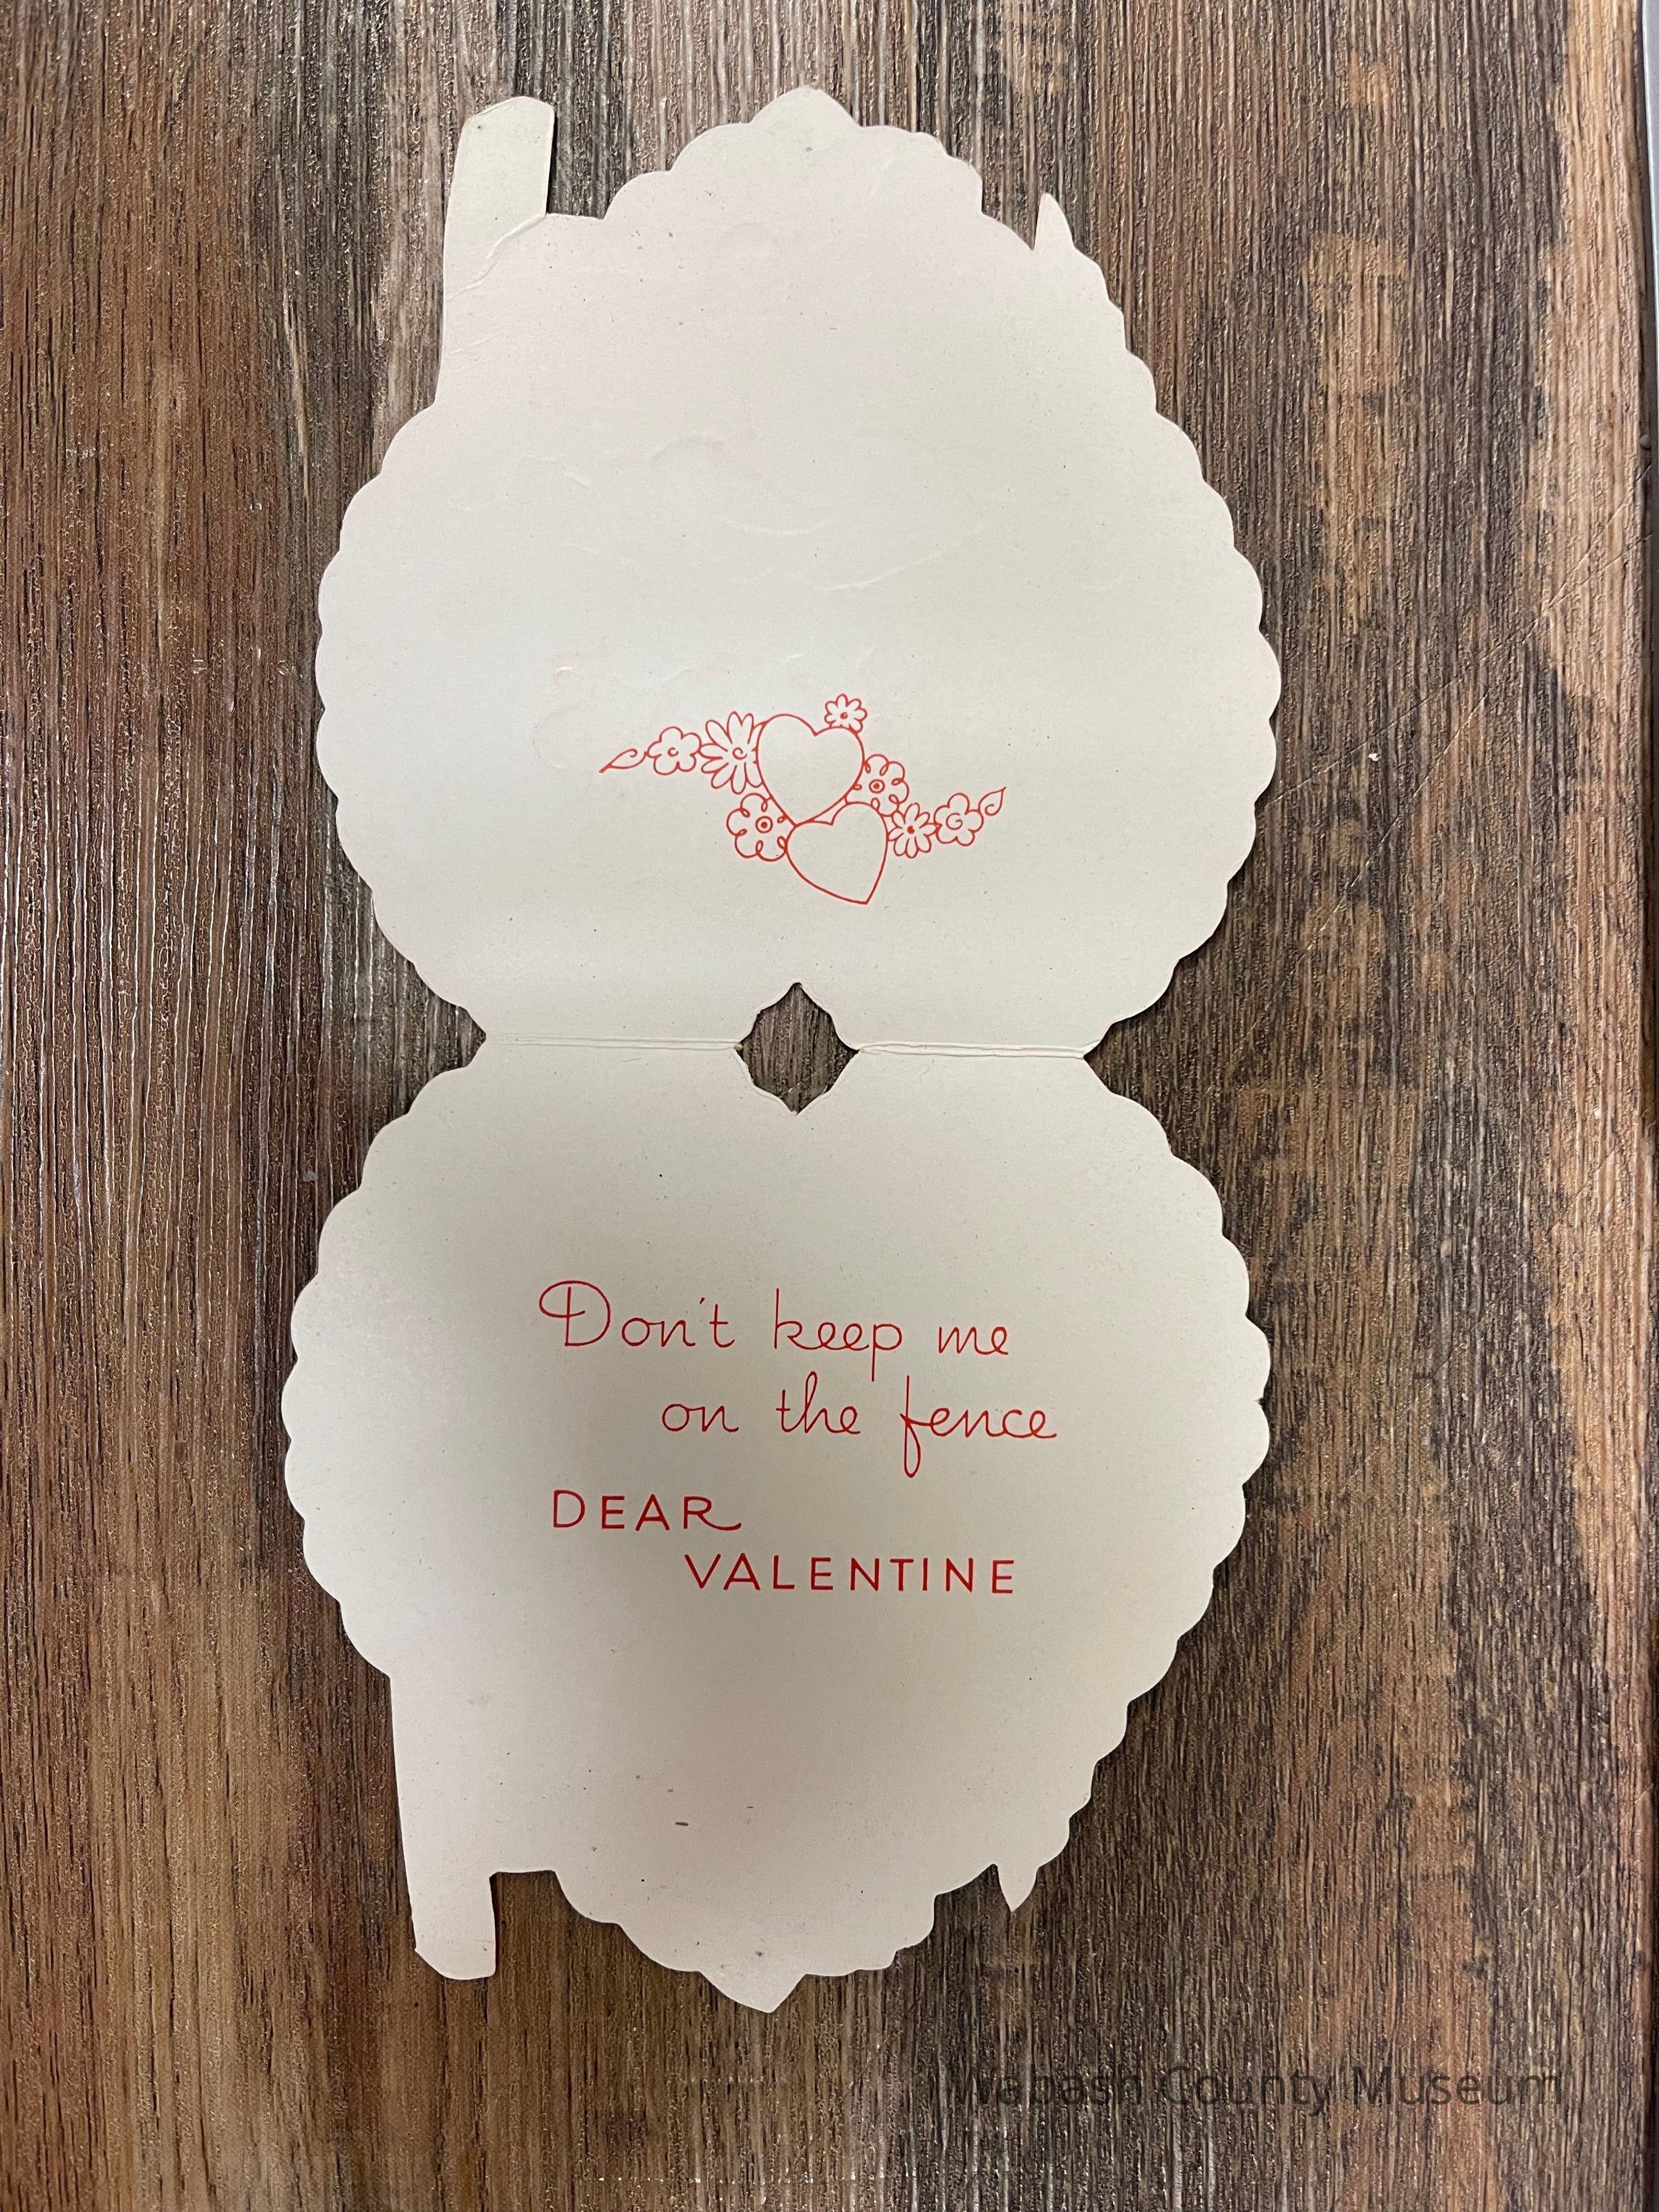 Don't keep me
on the fence
DEAR
VALENTINE
Wabash County Museum